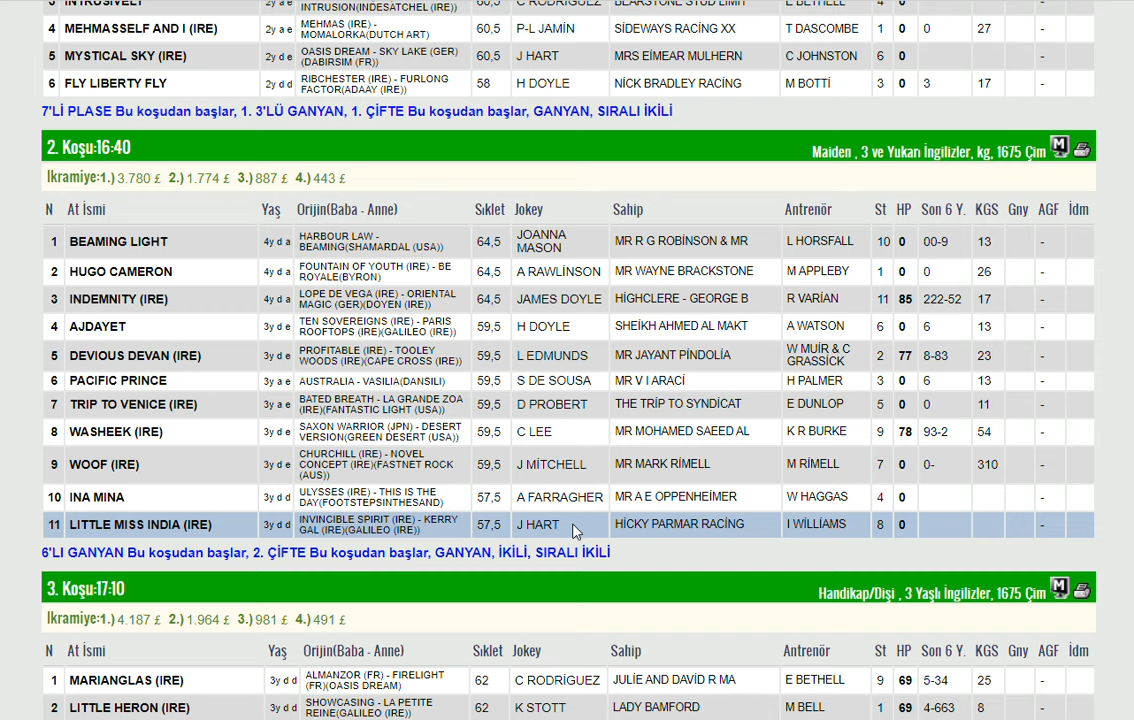 3 INTRUSIVELY 2y a e INTRUSION(INDESATCHEL (IRE)) 60,5 C RODRÍGUEZ BEARSTONE STUD LIMIT E BETHELL 4 0 -
4 MEHMASSELF AND I (IRE) 2y a e MEHMAS (IRE) - MOMALORKA(DUTCH ART) 60,5 P-L JAMİN SİDEWAYS RACİNG XX T DASCOMBE 1 0 0 27 -
5 MYSTICAL SKY (IRE) 2y d e OASIS DREAM - SKY LAKE (GER) (DABIRSIM (FR)) 60,5 J HART MRS EİMEAR MULHERN C JOHNSTON 6 0 -
6 FLY LIBERTY FLY 2y d d RIBCHESTER (IRE) - FURLONG FACTOR(ADAAY (IRE)) 58 H DOYLE NİCK BRADLEY RACİNG M BOTTİ 3 0 3 17 -
7'Lİ PLASE Bu koşudan başlar, 1. 3'LÜ GANYAN, 1. ÇİFTE Bu koşudan başlar, GANYAN, SIRALI İKİLİ
2. Koşu:16:40 Maiden , 3 ve Yukarı İngilizler, kg, 1675 Çim M
İkramiye:1.) 3.780 £ 2.) 1.774 £ 3.) 887 £ 4.) 443 £
N At İsmi Yaş Orijin(Baba - Anne) Sıklet Jokey Sahip Antrenör St HP Son 6 Y. KGS Gny AGF İdm
1 BEAMING LIGHT 4y d a HARBOUR LAW - BEAMING(SHAMARDAL (USA)) 64,5 JOANNA MASON MR R G ROBİNSON & MR L HORSFALL 10 0 00-9 13 -
2 HUGO CAMERON 4y d a FOUNTAIN OF YOUTH (IRE) - BE ROYALE(BYRON) 64,5 A RAWLİNSON MR WAYNE BRACKSTONE M APPLEBY 1 0 0 26 -
3 INDEMNITY (IRE) 4y d a LOPE DE VEGA (IRE) - ORIENTAL MAGIC (GER)(DOYEN (IRE)) 64,5 JAMES DOYLE HİGHCLERE - GEORGE B R VARİAN 11 85 222-52 17 -
4 AJDAYET 3y d e TEN SOVEREIGNS (IRE) - PARIS ROOFTOPS (IRE)(GALILEO (IRE)) 59,5 H DOYLE SHEİKH AHMED AL MAKT A WATSON 6 0 6 13 -
5 DEVIOUS DEVAN (IRE) 3y d e PROFITABLE (IRE) - TOOLEY WOODS (IRE)(CAPE CROSS (IRE)) 59,5 L EDMUNDS MR JAYANT PİNDOLİA W MUİR & C GRASSİCK 2 77 8-83 23 -
6 PACIFIC PRINCE 3y a e AUSTRALIA - VASILIA(DANSILI) 59,5 S DE SOUSA MR V I ARACİ H PALMER 3 0 6 13 -
7 TRIP TO VENICE (IRE) 3y a e BATED BREATH - LA GRANDE ZOA (IRE)(FANTASTIC LIGHT (USA)) 59,5 D PROBERT THE TRİP TO SYNDİCAT E DUNLOP 5 0 0 11 -
8 WASHEEK (IRE) 3y d d SAXON WARRIOR (JPN) - DESERT VERSION(GREEN DESERT (USA)) 59,5 C LEE MR MOHAMED SAEED AL K R BURKE 9 78 93-2 54 -
9 WOOF (IRE) 3y d e CHURCHILL (IRE) - NOVEL CONCEPT (IRE)(FASTNET ROCK (AUS)) 59,5 J MİTCHELL MR MARK RİMELL M RİMELL 7 0 0- 310 -
10 INA MINA 3y d d ULYSSES (IRE) - THIS IS THE DAY(FOOTSTEPSINTHESAND) 57,5 A FARRAGHER MR A E OPPENHEİMER W HAGGAS 4 0 -
11 LITTLE MISS INDIA (IRE) 3y d d INVINCIBLE SPIRIT (IRE) - KERRY GAL (IRE)(GALILEO (IRE)) 57,5 J HART HİCKY PARMAR RACİNG I WİLLİAMS 8 0 -
6'LI GANYAN Bu koşudan başlar, 2. ÇİFTE Bu koşudan başlar, GANYAN, İKİLİ, SIRALI İKİLİ
3. Koşu:17:10 Handikap/Dişi , 3 Yaşlı İngilizler, 1675 Çim M
İkramiye:1.) 4.187 £ 2.) 1.964 £ 3.) 981 £ 4.) 491 £
N At İsmi Yaş Orijin(Baba - Anne) Sıklet Jokey Sahip Antrenör St HP Son 6 Y. KGS Gny AGF İdm
1 MARIANGLAS (IRE) 3y d d ALMANZOR (FR) - FIRELIGHT (FR)(OASIS DREAM) 62 C RODRİGUEZ JULİE AND DAVİD R MA E BETHELL 9 69 5-34 25 -
2 LITTLE HERON (IRE) 3y d d SHOWCASING - LA PETITE REINE(GALILEO (IRE)) 62 K STOTT LADY BAMFORD M BELL 1 69 4-663 8 -